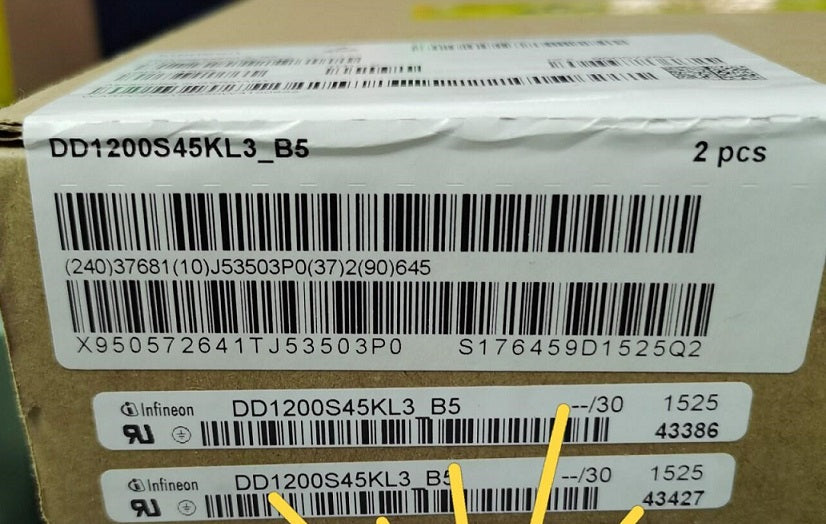 DD1200S45KL3_B5
2 pcs
(240)37681(10)J53503P0(37)2(90)645
X950572641TJ53503P0 S176459D1525Q2
Infineon DD1200S45KL3_B5 --/30 1525
43386
Infineon DD1200S45KL3_B5 --/30 1525
43427